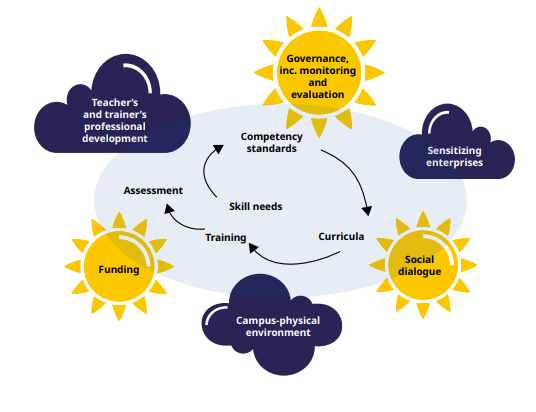 Governance,
inc. monitoring
and
evaluation
Teacher's
and trainer's
professional
development
Sensitizing
enterprises
Competency
standards
Assessment
Skill needs
Training
Curricula
Funding
Social
dialogue
Campus-physical
environment